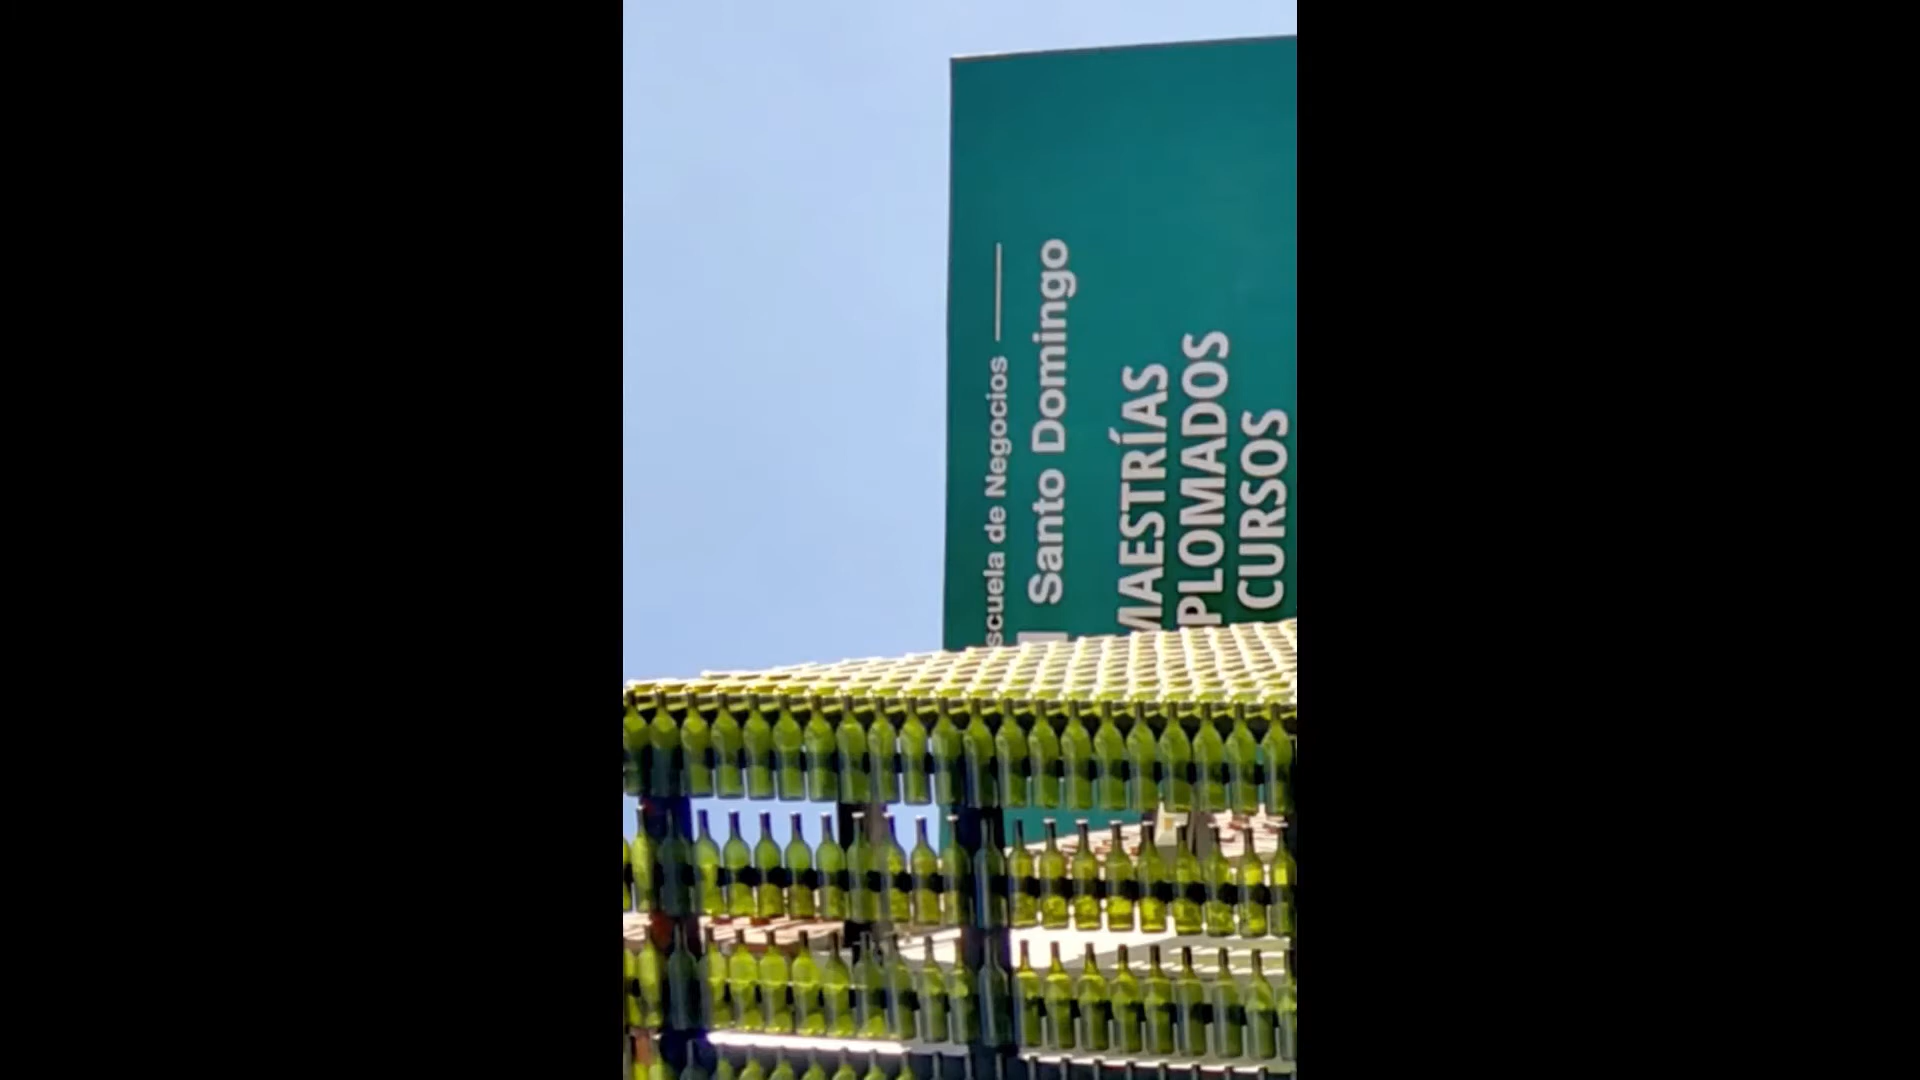 scuela de Negocios
Santo Domingo
MAESTRÍAS
PLOMADOS
CURSOS